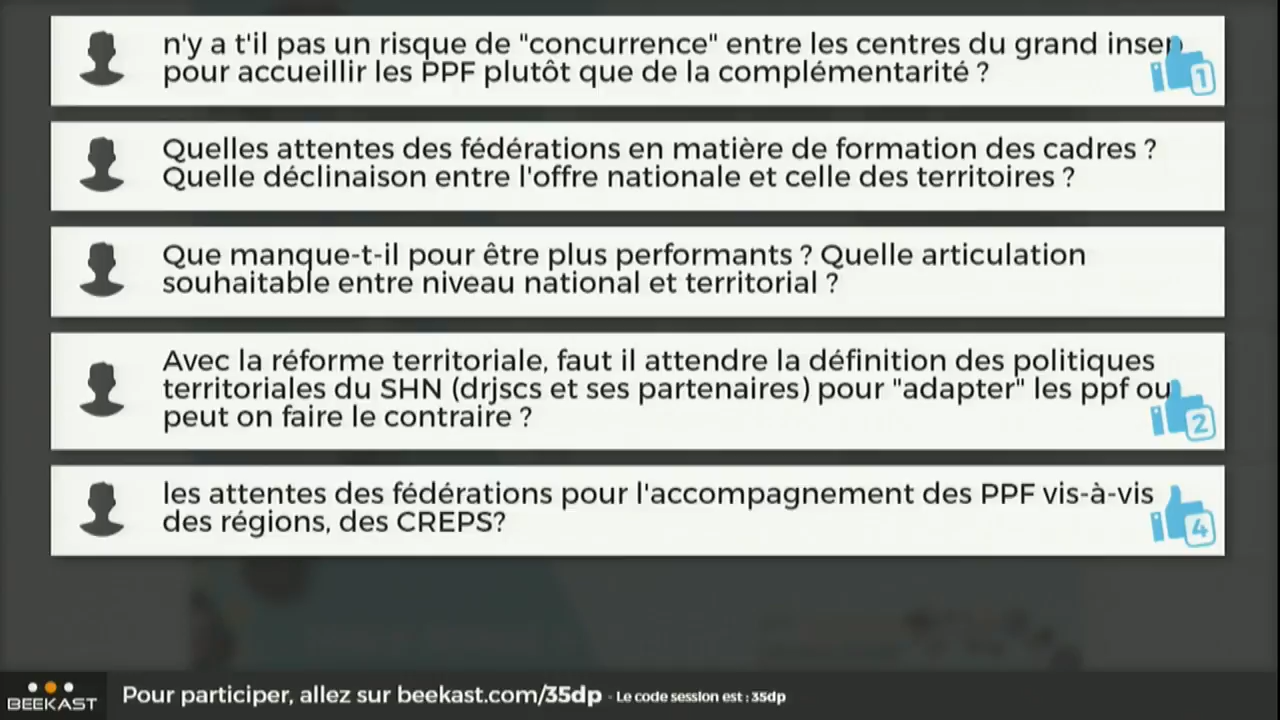 n'y a t'il pas un risque de "concurrence" entre les centres du grand insep
pour accueillir les PPF plutôt que de la complémentarité ?
1
Quelles attentes des fédérations en matière de formation des cadres ?
Quelle déclinaison entre l'offre nationale et celle des territoires ?
Que manque-t-il pour être plus performants ? Quelle articulation
souhaitable entre niveau national et territorial ?
Avec la réforme territoriale, faut il attendre la définition des politiques
territoriales du SHN (drjscs et ses partenaires) pour "adapter" les ppf ou
peut on faire le contraire ?
2
les attentes des fédérations pour l'accompagnement des PPF vis-à-vis
des régions, des CREPS?
4
BEEKAST
Pour participer, allez sur beekast.com/35dp - Le code session est : 35dp